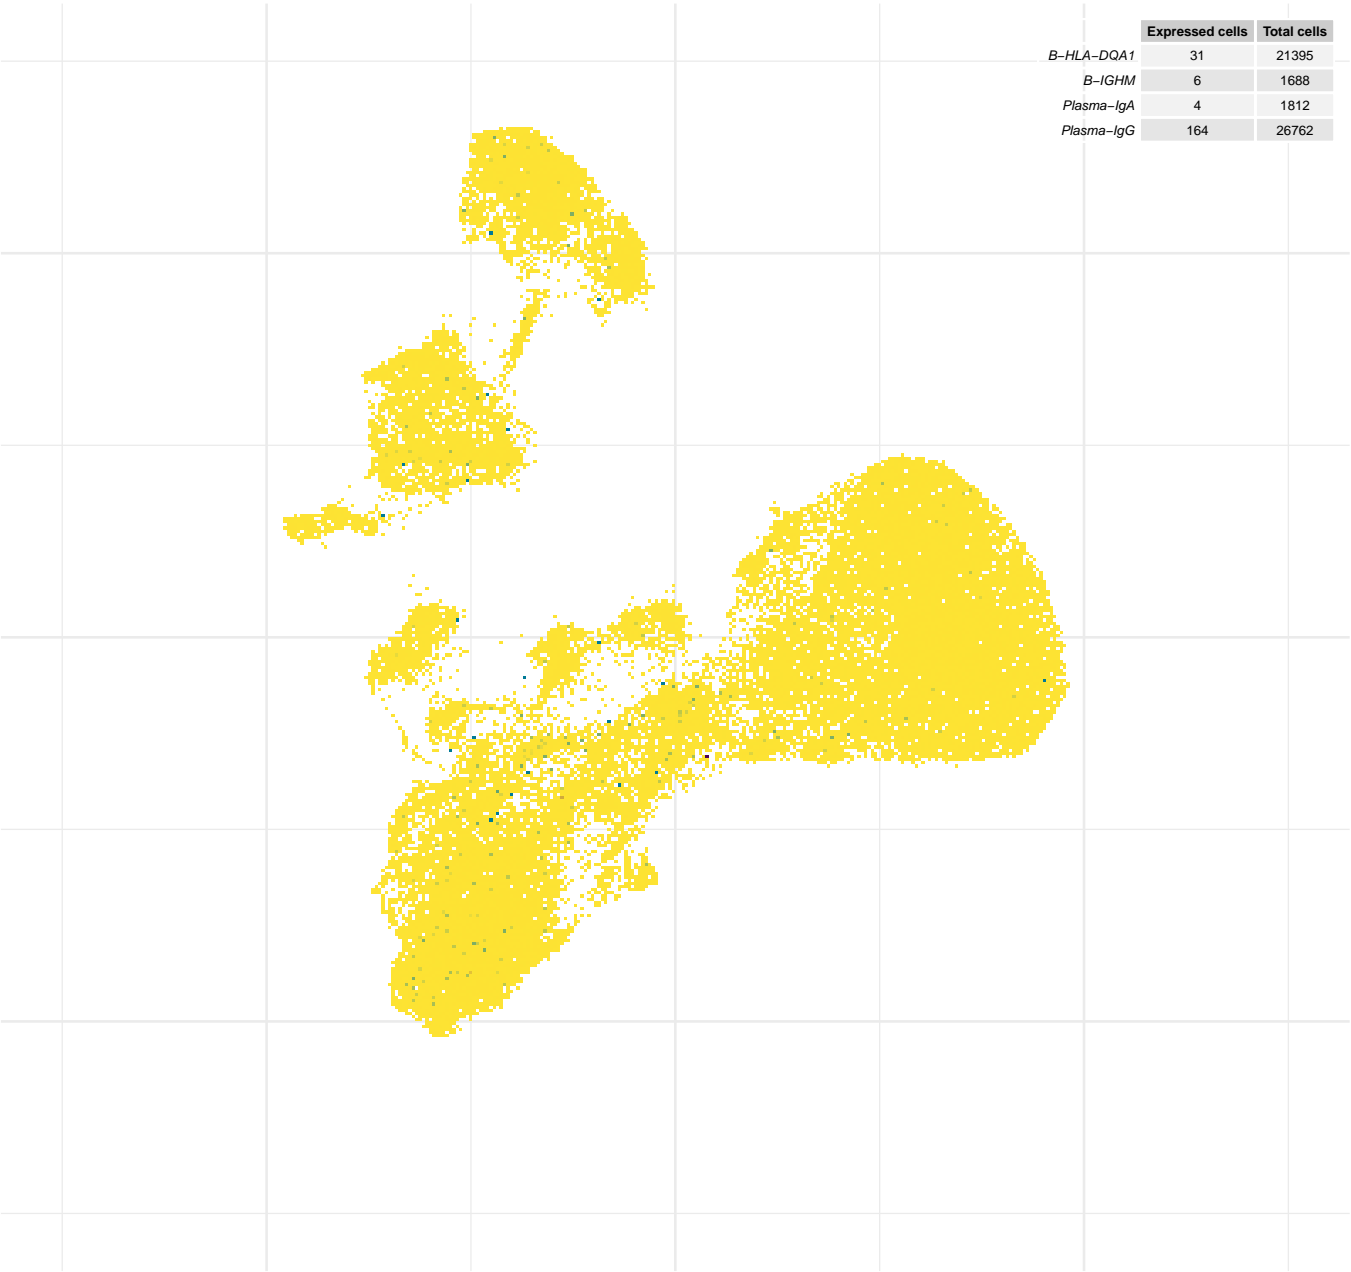 Expressed cells Total cells
B−HLA−DQA1 31 21395
B−IGHM 6 1688
Plasma−IgA 4 1812
Plasma−IgG 164 26762